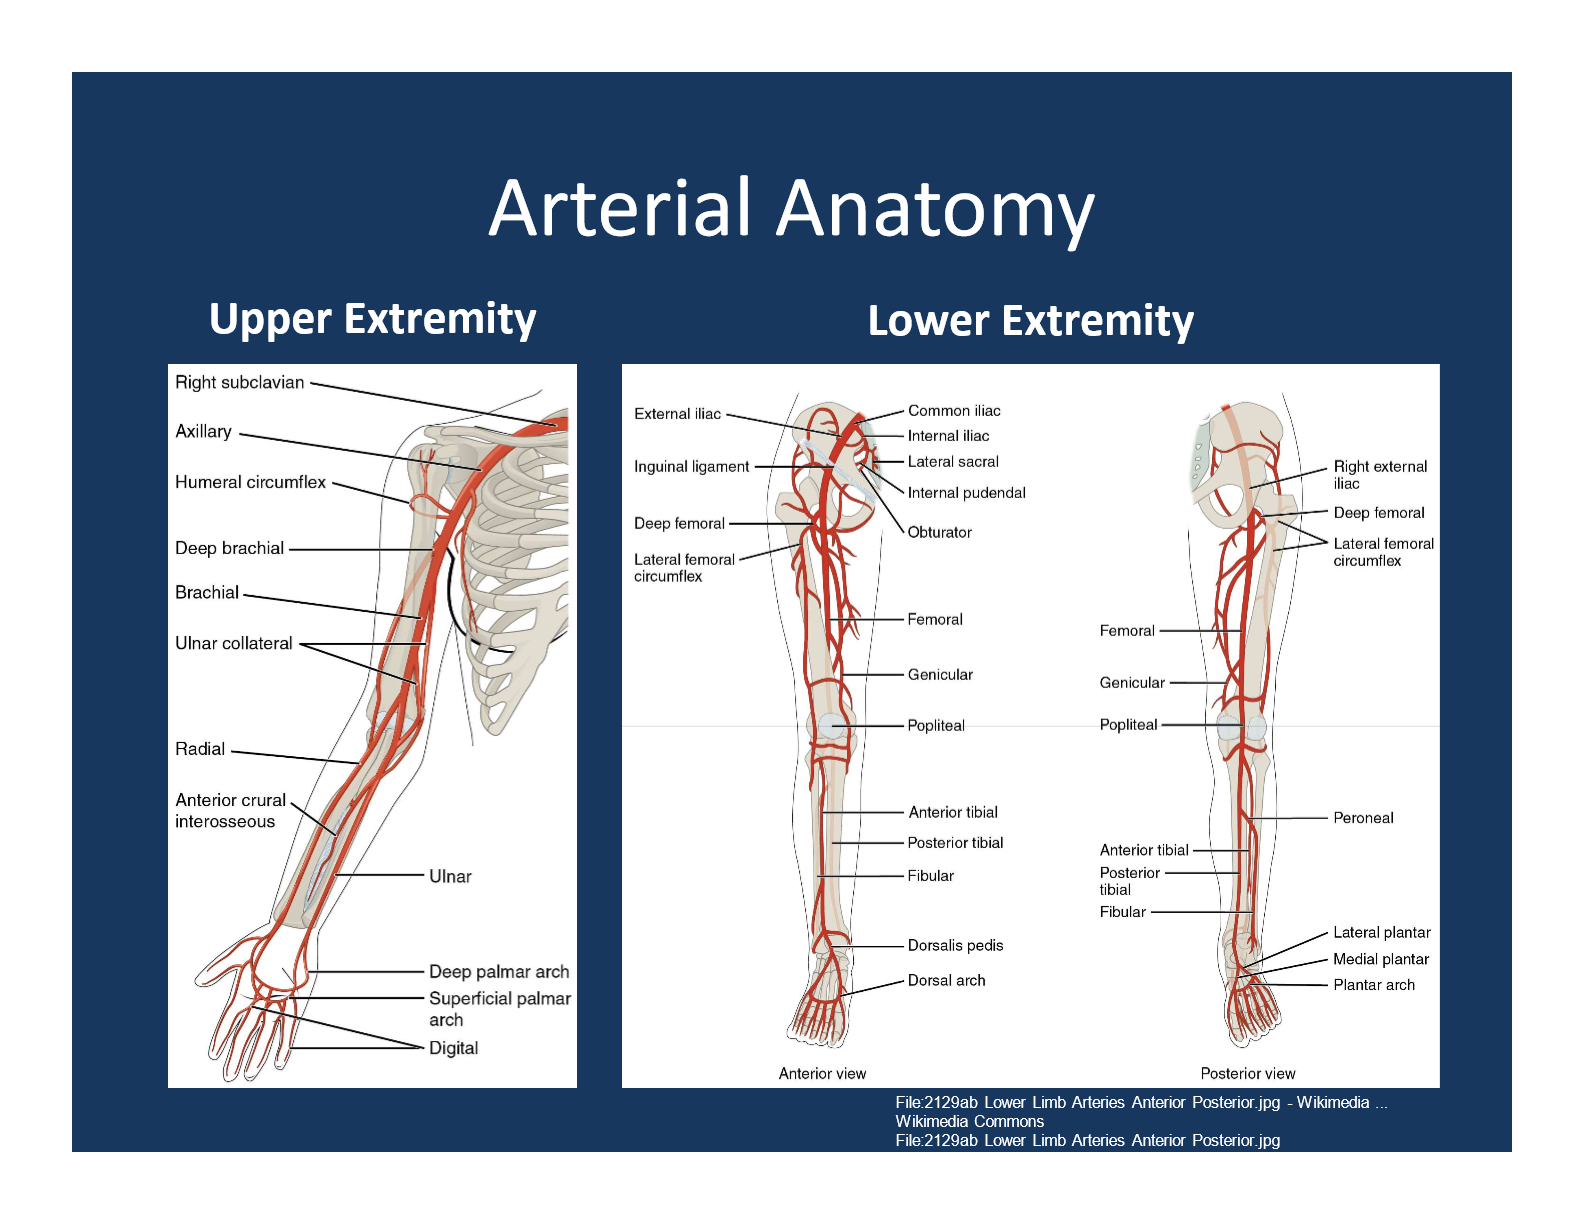 Arterial Anatomy
Upper Extremity
Right subclavian
Axillary
Humeral circumflex
Deep brachial
Brachial
Ulnar collateral
Radial
Anterior crural
interosseous
Ulnar
Deep palmar arch
Superficial palmar
arch
Digital
Lower Extremity
External iliac
Inguinal ligament
Deep femoral
Lateral femoral
circumflex
Common iliac
Internal iliac
Lateral sacral
Internal pudendal
Obturator
Femoral
Genicular
Popliteal
Anterior tibial
Posterior tibial
Fibular
Dorsalis pedis
Dorsal arch
Anterior view
Femoral
Genicular
Popliteal
Anterior tibial
Posterior
tibial
Fibular
Right external
iliac
Deep femoral
Lateral femoral
circumflex
Peroneal
Lateral plantar
Medial plantar
Plantar arch
Posterior view
File:2129ab Lower Limb Arteries Anterior Posterior.jpg - Wikimedia ...
Wikimedia Commons
File:2129ab Lower Limb Arteries Anterior Posterior.jpg